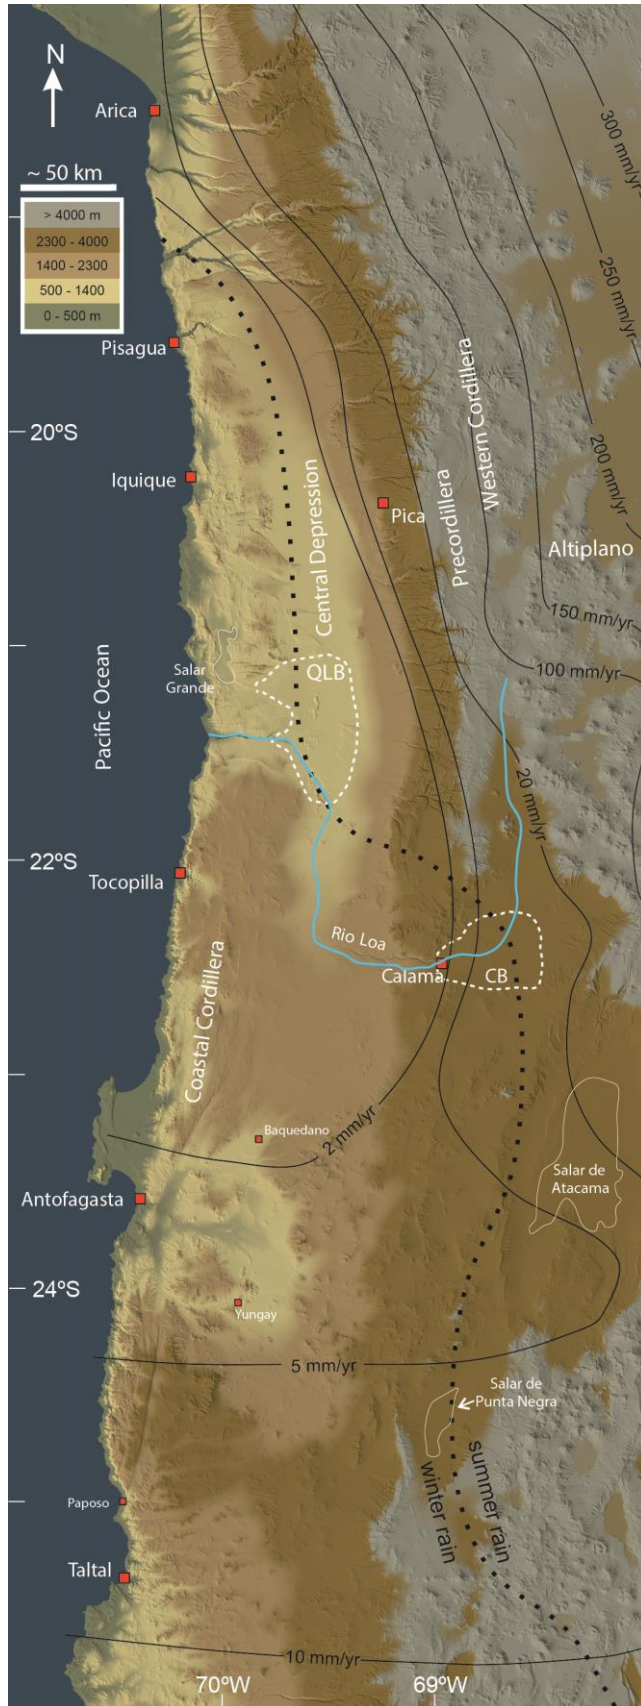 N
Arica
~ 50 km
> 4000 m
2300 - 4000
1400 - 2300
500 - 1400
0 - 500 m
300 mm/yr
250 mm/yr
200 mm/yr
150 mm/yr
100 mm/yr
20 mm/yr
Pisagua
20ºS
Iquique
Pica
Central Depression
Precordillera
Western Cordillera
Altiplano
Pacific Ocean
Salar
Grande
QLB
22ºS
Tocopilla
Rio Loa
Calama
CB
Coastal Cordillera
Baquedano
2 mm/yr
Antofagasta
Salar de
Atacama
24ºS
Yungay
5 mm/yr
Salar de
Punta Negra
winter rain
summer rain
Paposo
Taltal
10 mm/yr
70ºW
69ºW